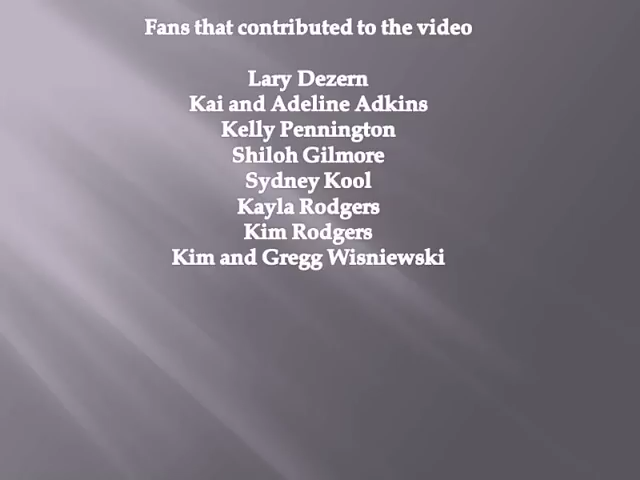 Fans that contributed to the video
Lary Dezern
Kai and Adeline Adkins
Kelly Pennington
Shiloh Gilmore
Sydney Kool
Kayla Rodgers
Kim Rodgers
Kim and Gregg Wisniewski